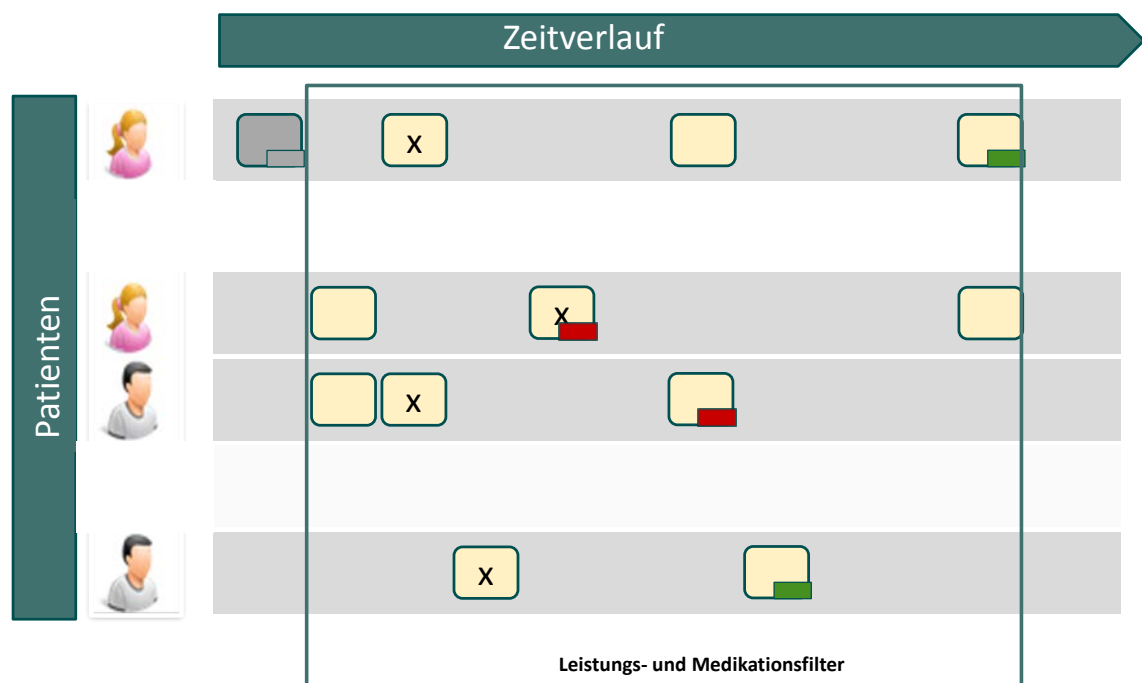 Zeitverlauf
Patienten
x
x
x
x
Leistungs- und Medikationsfilter